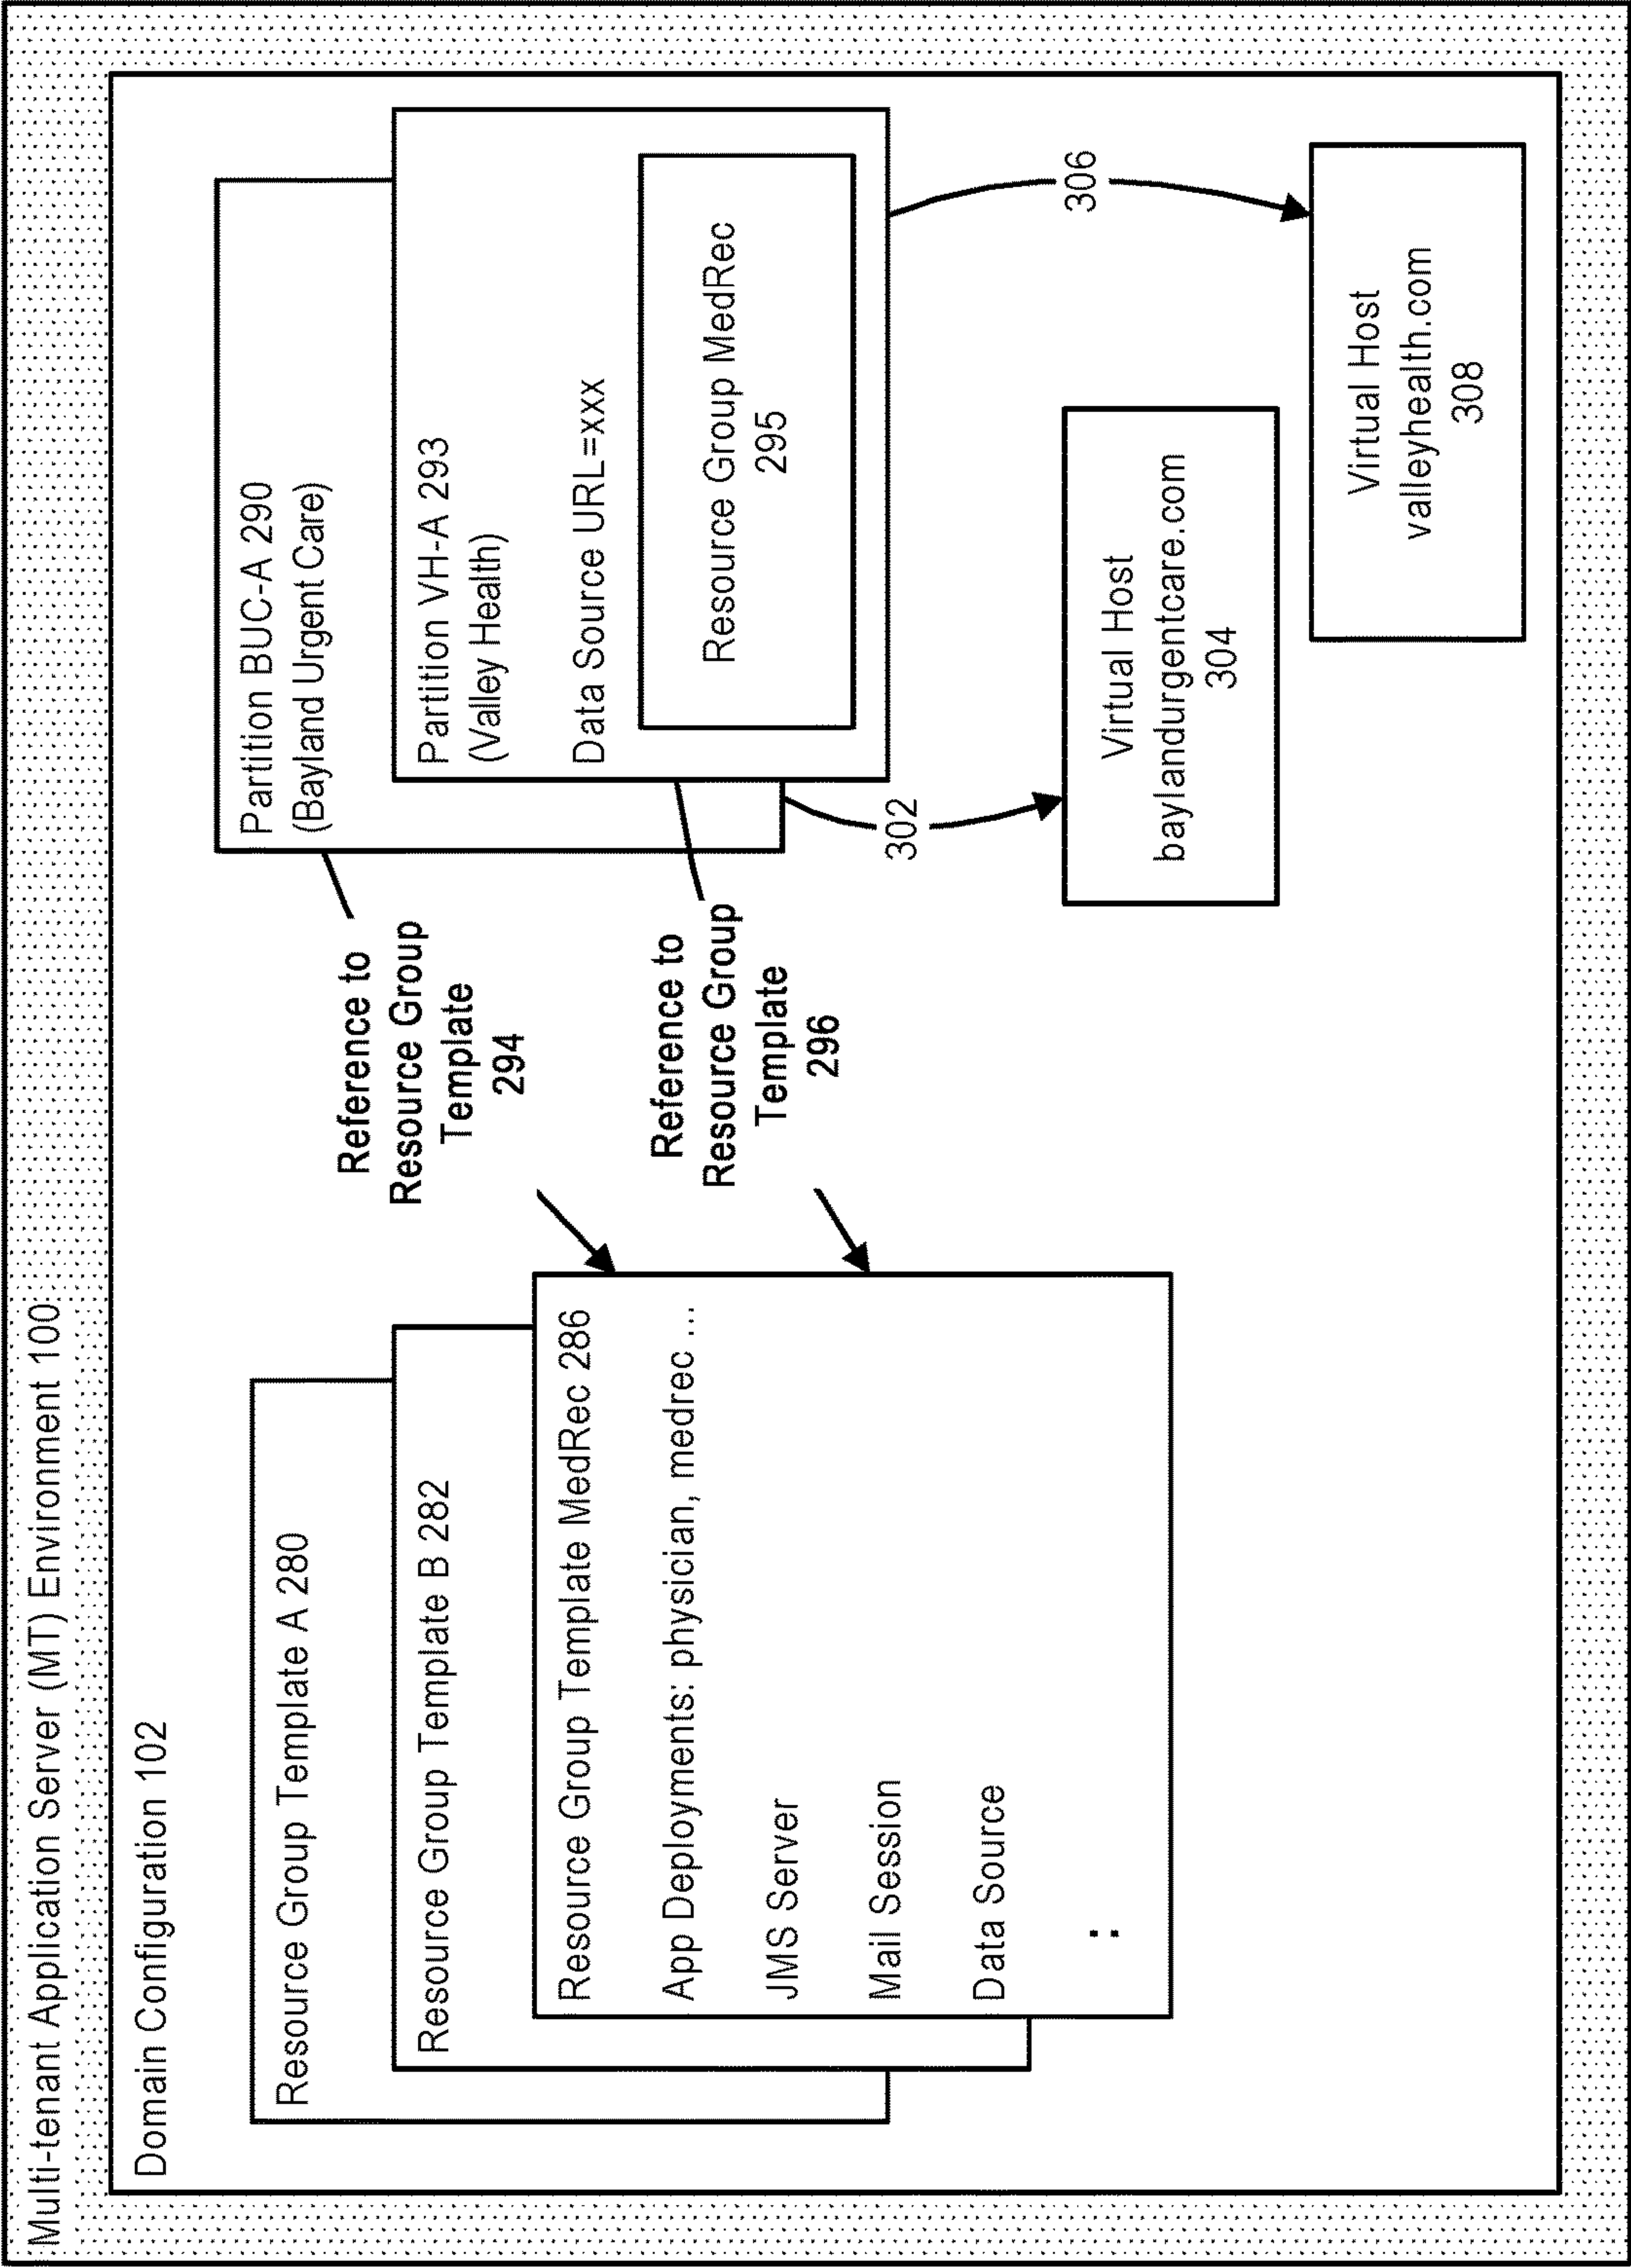 Multi-tenant Application Server (MT) Environment 100
Domain Configuration 102
Resource Group Template A 280
Resource Group Template B 282
Resource Group Template MedRec 286
App Deployments: physician, medrec ...
JMS Server
Mail Session
Data Source
:
Reference to
Resource Group
Template
294
Reference to
Resource Group
Template
296
Partition BUC-A 290
(Bayland Urgent Care)
Partition VH-A 293
(Valley Health)
Data Source URL=xxx
Resource Group MedRec
295
302
306
Virtual Host
baylandurgentcare.com
304
Virtual Host
valleyhealth.com
308